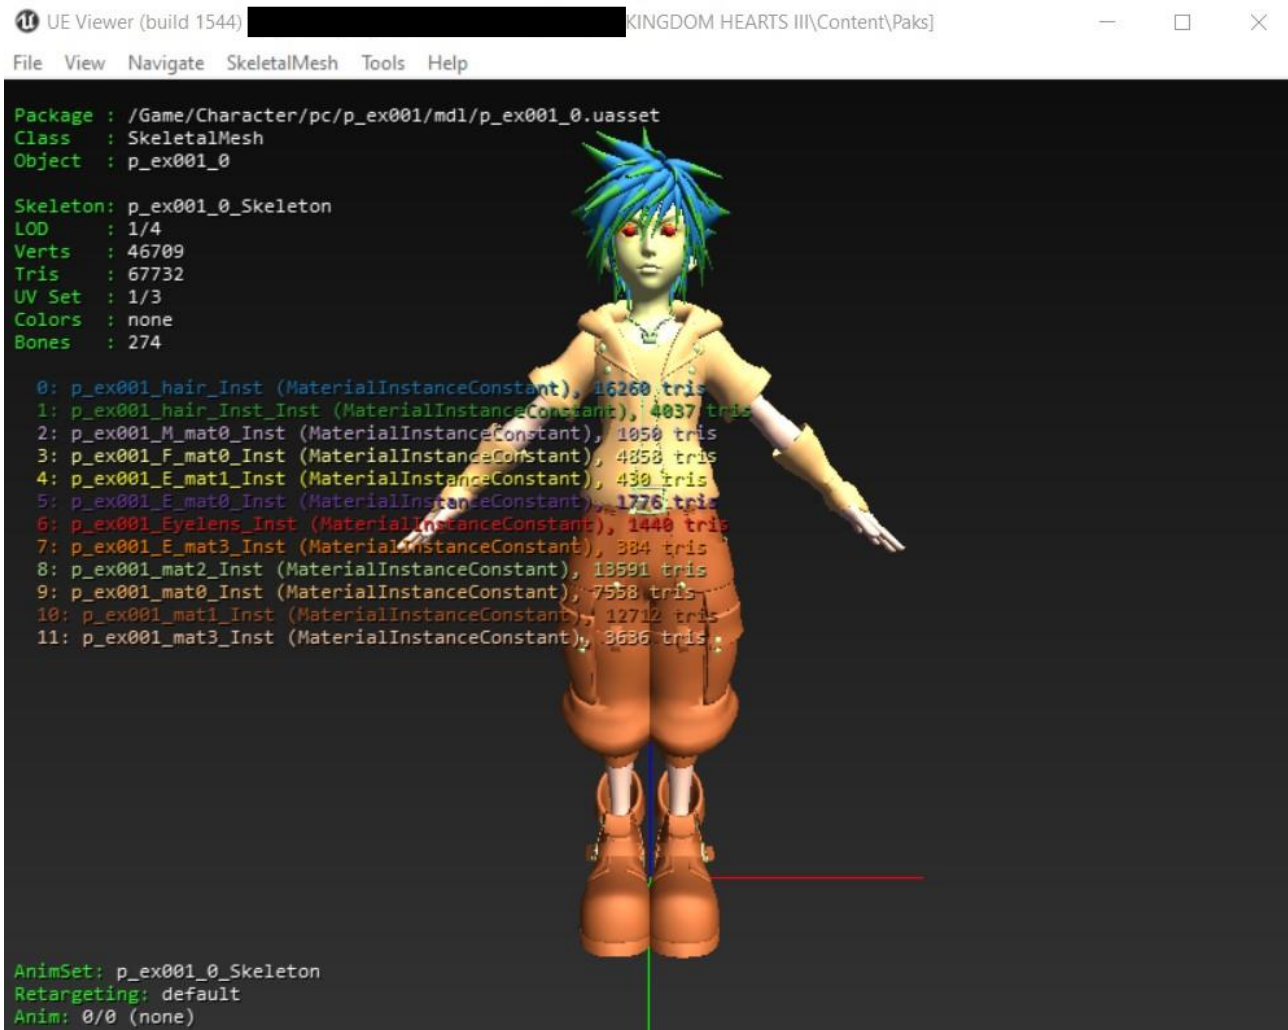 UE Viewer (build 1544) KINGDOM HEARTS III\Content\Paks]
File View Navigate SkeletalMesh Tools Help
Package : /Game/Character/pc/p_ex001/mdl/p_ex001_0.uasset
Class : SkeletalMesh
Object : p_ex001_0
Skeleton: p_ex001_0_Skeleton
LOD : 1/4
Verts : 46709
Tris : 67732
UV Set : 1/3
Colors : none
Bones : 274
0: p_ex001_hair_Inst (MaterialInstanceConstant), 16260 tris
1: p_ex001_hair_Inst_Inst (MaterialInstanceConstant), 4037 tris
2: p_ex001_M_mat0_Inst (MaterialInstanceConstant), 1050 tris
3: p_ex001_F_mat0_Inst (MaterialInstanceConstant), 4858 tris
4: p_ex001_E_mat1_Inst (MaterialInstanceConstant), 430 tris
5: p_ex001_E_mat0_Inst (MaterialInstanceConstant), 1776 tris
6: p_ex001_Eyelens_Inst (MaterialInstanceConstant), 1440 tris
7: p_ex001_E_mat3_Inst (MaterialInstanceConstant), 384 tris
8: p_ex001_mat2_Inst (MaterialInstanceConstant), 13591 tris
9: p_ex001_mat0_Inst (MaterialInstanceConstant), 7558 tris
10: p_ex001_mat1_Inst (MaterialInstanceConstant), 12712 tris
11: p_ex001_mat3_Inst (MaterialInstanceConstant), 3636 tris
AnimSet: p_ex001_0_Skeleton
Retargeting: default
Anim: 0/0 (none)